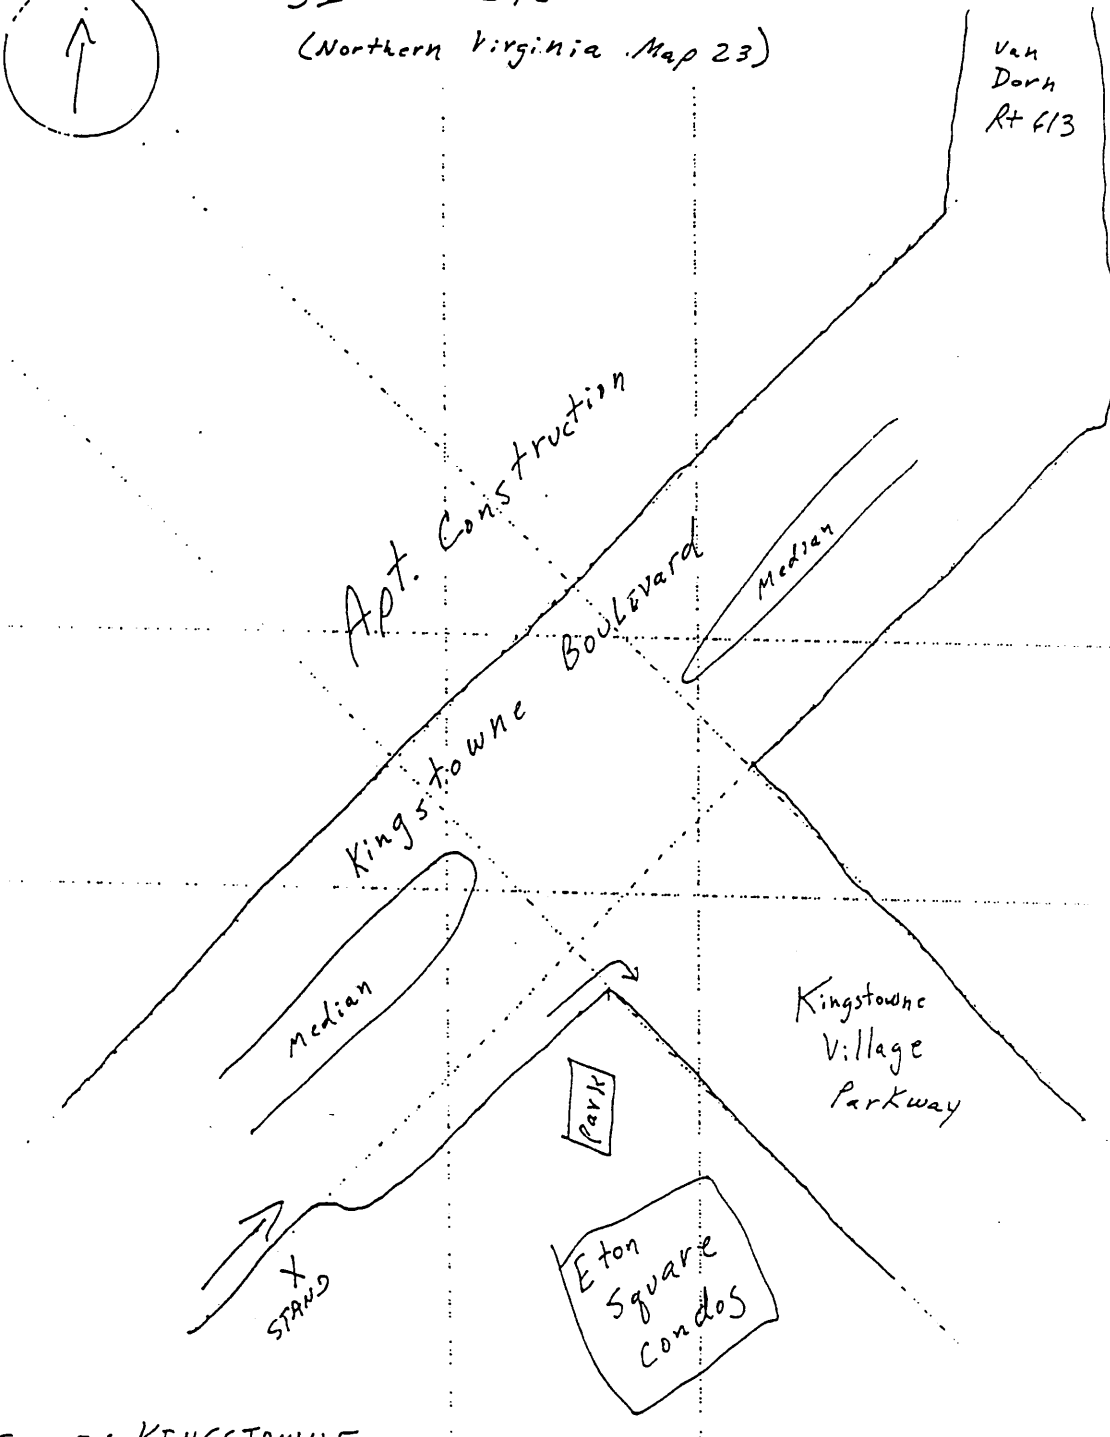 (Northern Virginia Map 23)
Van
Dorn
Rt 613
Apt. Construction
Kingstowne Boulevard
Median
Median
Kingstowne
Village
Parkway
Park
Eton
Square
Condos
X
STAND
KINGSTOWNE